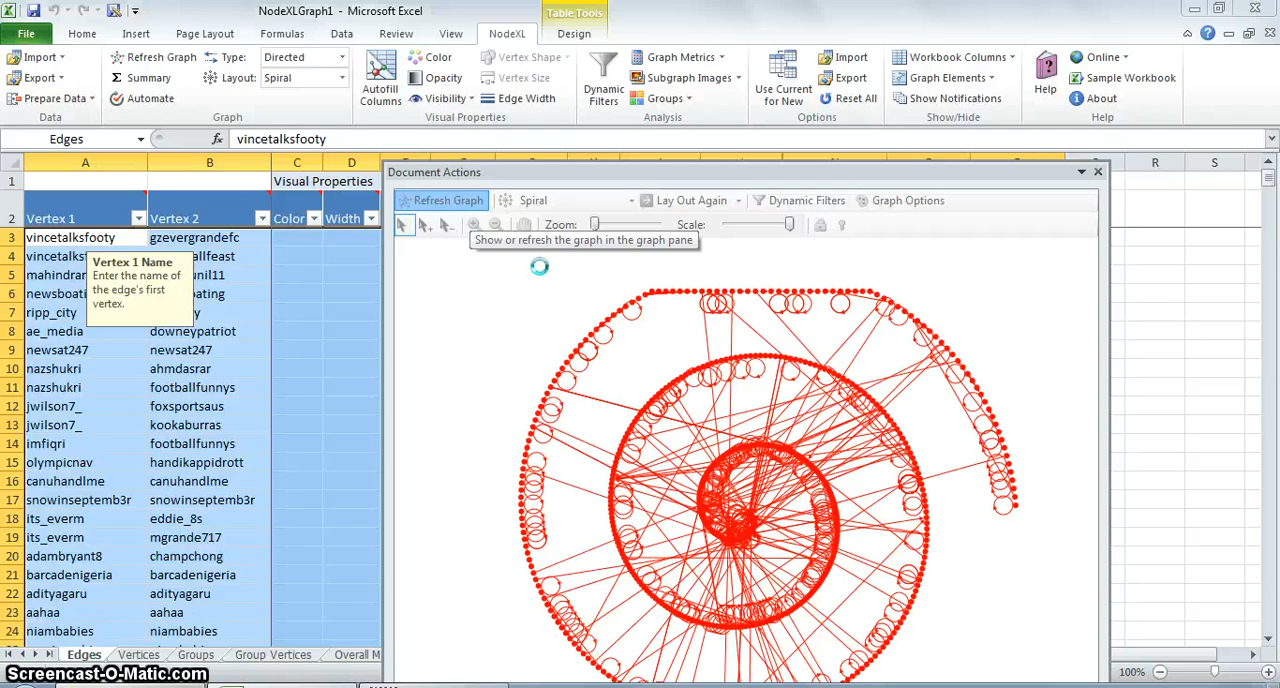 NodeXLGraph1 - Microsoft Excel
Table Tools
File Home Insert Page Layout Formulas Data Review View NodeXL Design
Import Refresh Graph Type: Directed Color Vertex Shape Graph Metrics Import Workbook Columns Online
Export Summary Layout: Spiral Opacity Vertex Size Subgraph Images Export Graph Elements Sample Workbook
Prepare Data Automate Autofill Columns Visibility Edge Width Dynamic Filters Groups Use Current for New Reset All Show Notifications Help About
Data Graph Visual Properties Analysis Options Show/Hide Help
Edges fx vincetalksfooty
A B C D R S
Document Actions
1 Visual Properties
Refresh Graph Spiral Lay Out Again Dynamic Filters Graph Options
2 Vertex 1 Vertex 2 Color Width
Zoom: Scale:
Show or refresh the graph in the graph pane
3 vincetalksfooty gzevergrandefc
4 vincetalksf allfeast
Vertex 1 Name
Enter the name of
the edge's first
vertex.
5 mahindrar unil11
6 newsboati ating
7 ripp_city y
8 ae_media downeypatriot
9 newsat247 newsat247
10 nazshukri ahmdasrar
11 nazshukri footballfunnys
12 jwilson7_ foxsportsaus
13 jwilson7_ kookaburras
14 imfiqri footballfunnys
15 olympicnav handikappidrott
16 canuhandlme canuhandlme
17 snowinseptemb3r snowinseptemb3r
18 its_everm eddie_8s
19 its_everm mgrande717
20 adambryant8 champchong
21 barcadenigeria barcadenigeria
22 adityagaru adityagaru
23 aahaa aahaa
24 niambabies niambabies
Edges Vertices Groups Group Vertices Overall M
Screencast-O-Matic.com
100%